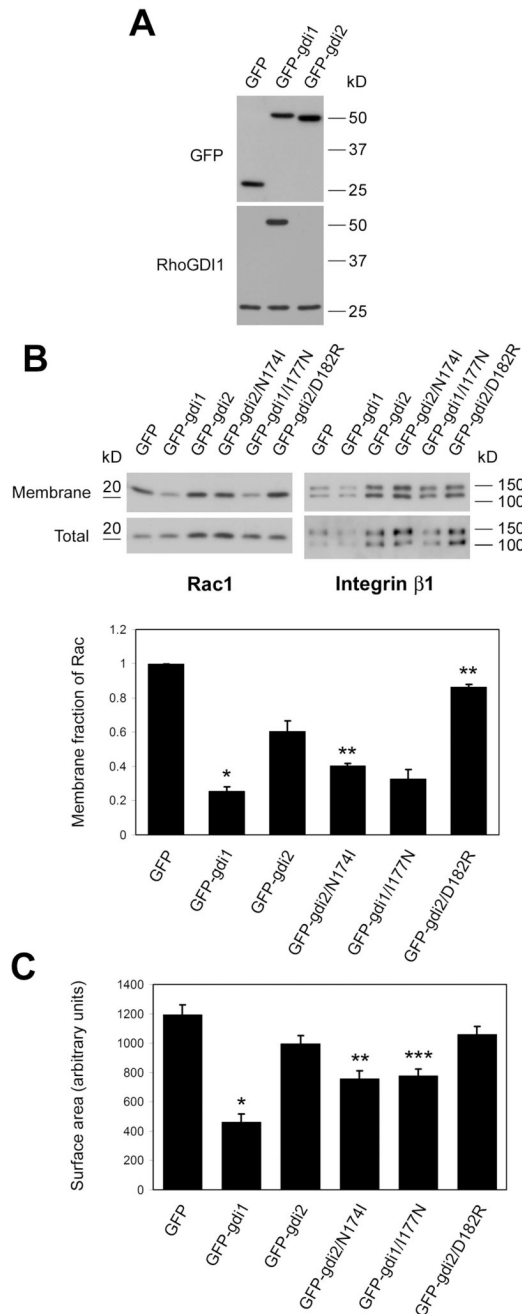 A
GFP
GFP-gdi1
GFP-gdi2
kD
50
GFP
37
25
50
RhoGDI1
37
25
B
GFP
GFP-gdi1
GFP-gdi2
GFP-gdi2/N174I
GFP-gdi1/I177N
GFP-gdi2/D182R
GFP
GFP-gdi1
GFP-gdi2
GFP-gdi2/N174I
GFP-gdi1/I177N
GFP-gdi2/D182R
kD
kD
Membrane
20
150
100
Total
20
150
100
Rac1
Integrin β1
Membrane fraction of Rac
1.2
1
0.8
0.6
0.4
0.2
0
*
**
**
GFP
GFP-gdi1
GFP-gdi2
GFP-gdi2/N174I
GFP-gdi1/I177N
GFP-gdi2/D182R
C
Surface area (arbitrary units)
1400
1200
1000
800
600
400
200
0
*
**
***
GFP
GFP-gdi1
GFP-gdi2
GFP-gdi2/N174I
GFP-gdi1/I177N
GFP-gdi2/D182R